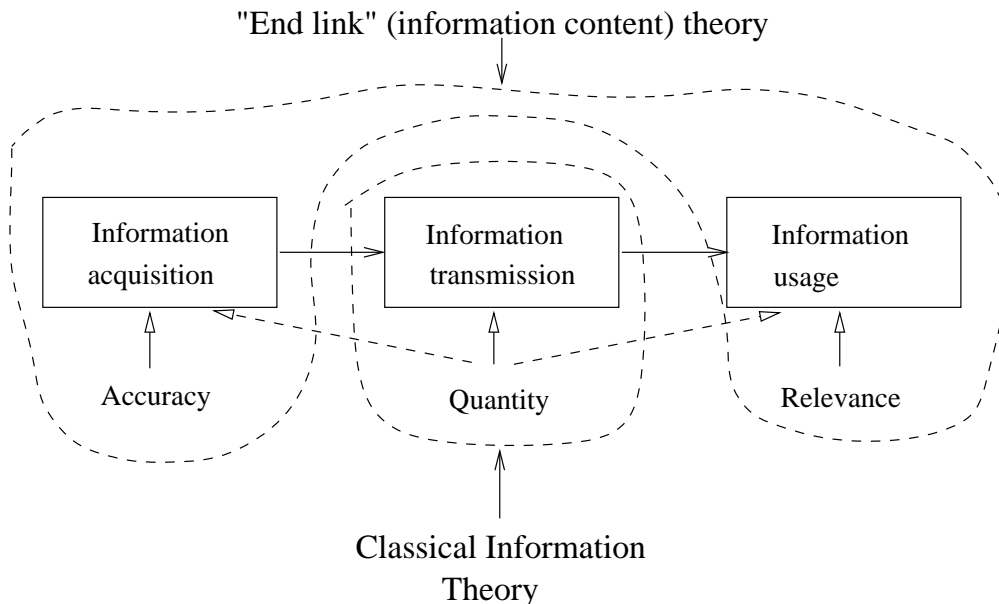 "End link" (information content) theory
Information
acquisition
Information
transmission
Information
usage
Accuracy
Quantity
Relevance
Classical Information
Theory